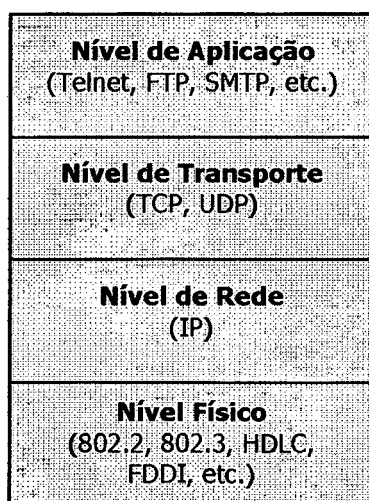 Nível de Aplicação
(Telnet, FTP, SMTP, etc.)
Nível de Transporte
(TCP, UDP)
Nível de Rede
(IP)
Nível Físico
(802.2, 802.3, HDLC,
FDDI, etc.)